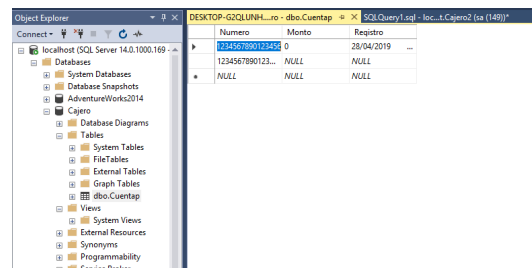 Object Explorer
Connect
localhost (SQL Server 14.0.1000.169 -
Databases
System Databases
Database Snapshots
AdventureWorks2014
Cajero
Database Diagrams
Tables
System Tables
FileTables
External Tables
Graph Tables
dbo.Cuentap
Views
System Views
External Resources
Synonyms
Programmability
DESKTOP-G2QLUNH....ro - dbo.Cuentap
SQLQuery1.sql - loc...t.Cajero2 (sa (149))*
Numero Monto Registro
1234567890123456 0 28/04/2019 ...
1234567890123... NULL NULL
NULL NULL NULL